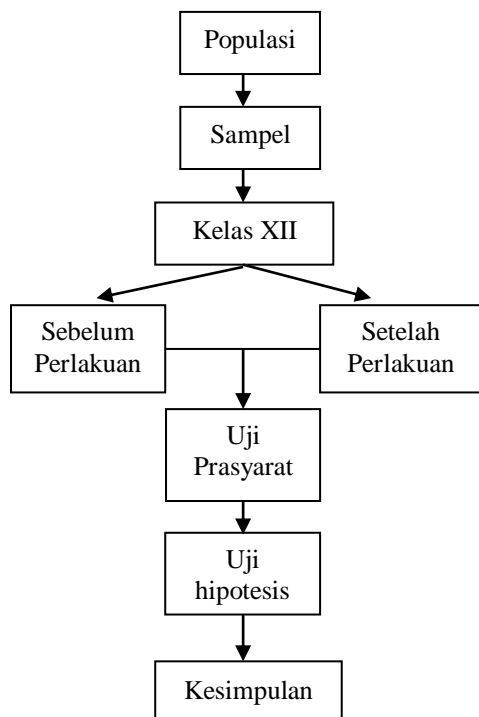 Populasi
Sampel
Kelas XII
Sebelum
Perlakuan
Setelah
Perlakuan
Uji
Prasyarat
Uji
hipotesis
Kesimpulan